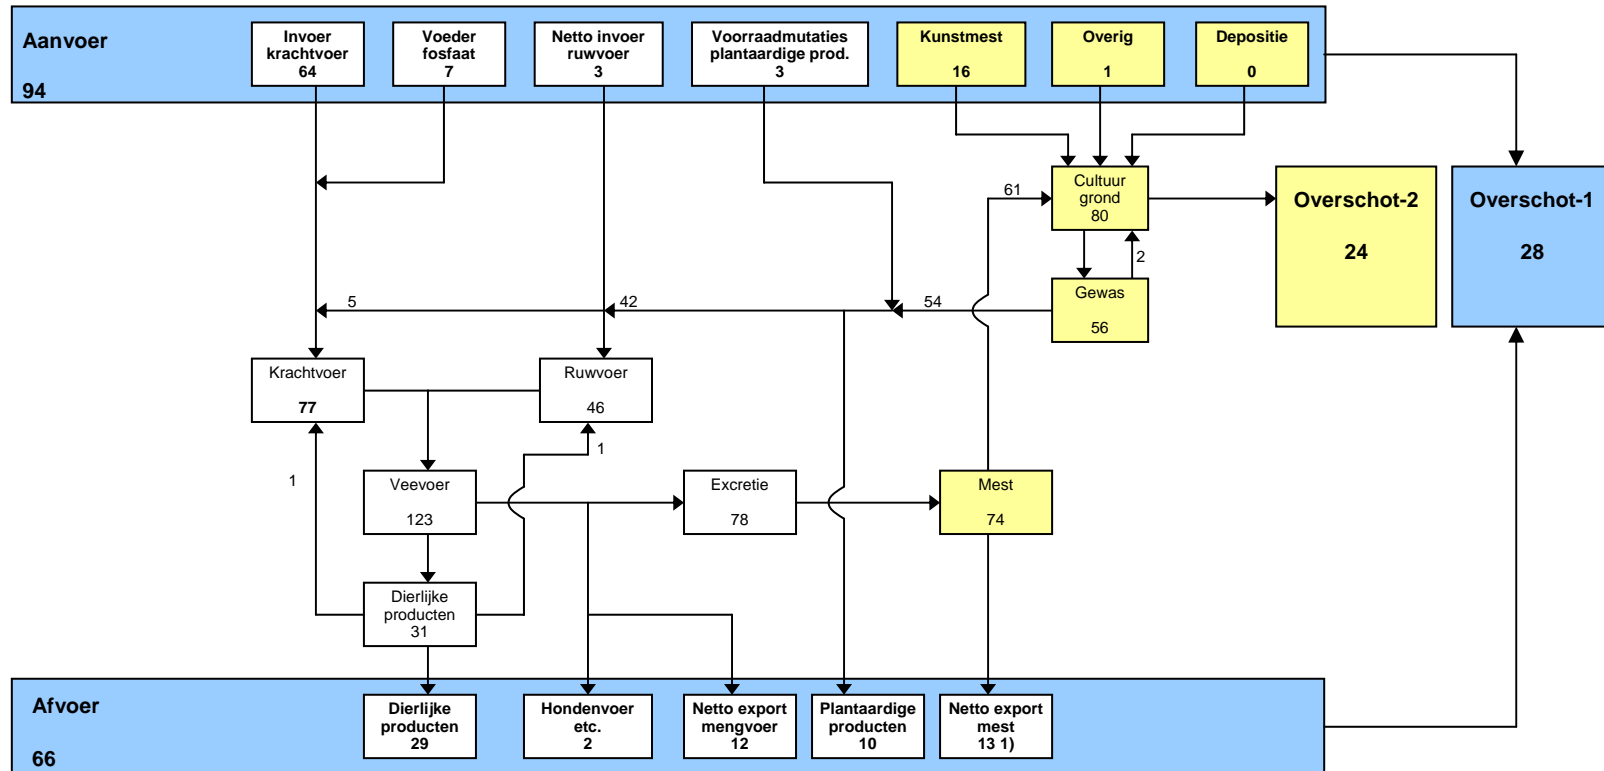 Aanvoer
94
Invoer
krachtvoer
64
Voeder
fosfaat
7
Netto invoer
ruwvoer
3
Voorraadmutaties
plantaardige prod.
3
Kunstmest
16
Overig
1
Depositie
0
61
Cultuur
grond
80
Overschot-2
24
Overschot-1
28
2
Gewas
56
5
42
54
Krachtvoer
77
Ruwvoer
46
1
1
Veevoer
123
Excretie
78
Mest
74
Dierlijke
producten
31
Afvoer
66
Dierlijke
producten
29
Hondenvoer
etc.
2
Netto export
mengvoer
12
Plantaardige
producten
10
Netto export
mest
13 1)